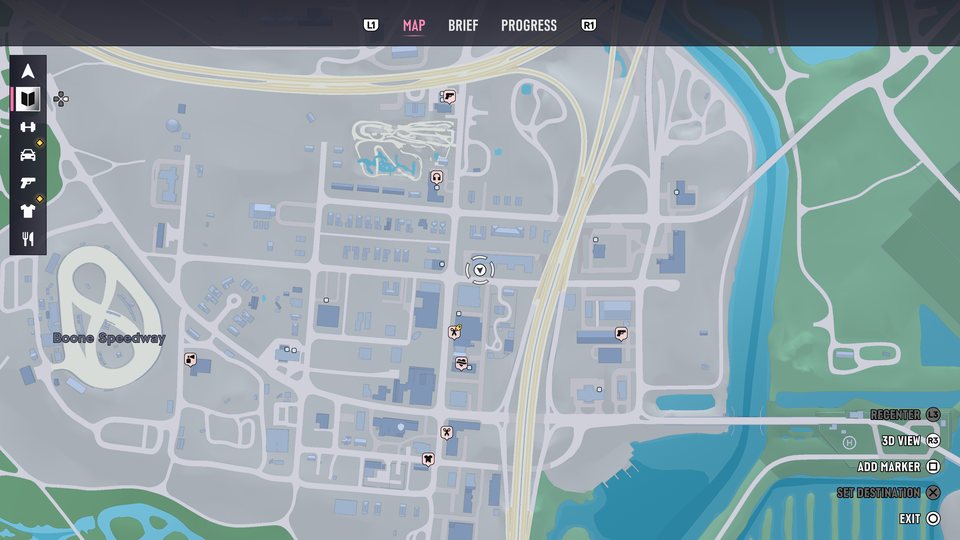 L1 MAP BRIEF PROGRESS R1
Boone Speedway
RECENTER L3
3D VIEW R3
H
ADD MARKER
SET DESTINATION
EXIT